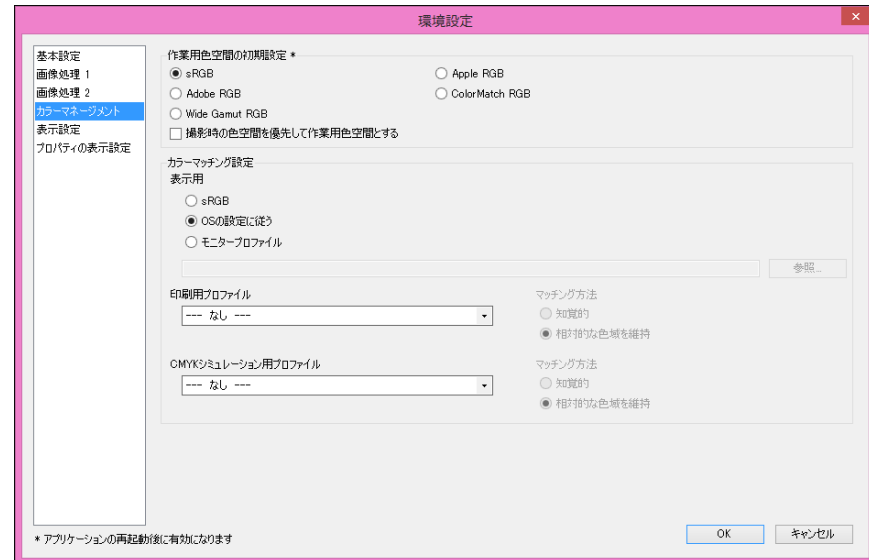 環境設定
基本設定
画像処理 1
画像処理 2
カラーマネージメント
表示設定
プロパティの表示設定
作業用色空間の初期設定 *
sRGB
Apple RGB
Adobe RGB
ColorMatch RGB
Wide Gamut RGB
撮影時の色空間を優先して作業用色空間とする
カラーマッチング設定
表示用
sRGB
OSの設定に従う
モニタープロファイル
参照...
印刷用プロファイル
マッチング方法
--- なし ---
知覚的
相対的な色域を維持
CMYKシミュレーション用プロファイル
マッチング方法
--- なし ---
知覚的
相対的な色域を維持
* アプリケーションの再起動後に有効になります
OK
キャンセル